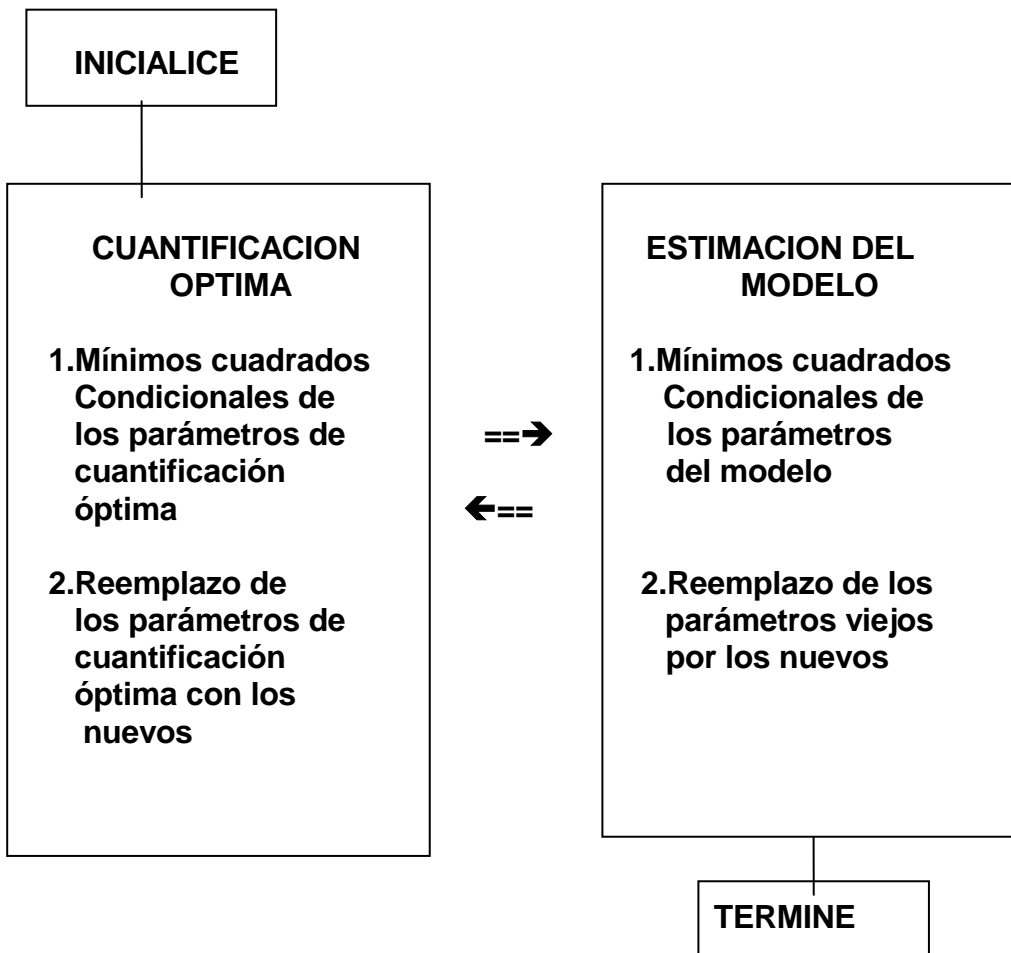 INICIALICE
CUANTIFICACION
OPTIMA
1.Mínimos cuadrados
Condicionales de
los parámetros de
cuantificación
óptima
2.Reemplazo de
los parámetros de
cuantificación
óptima con los
nuevos
==➔
🡸==
ESTIMACION DEL
MODELO
1.Mínimos cuadrados
Condicionales de
los parámetros
del modelo
2.Reemplazo de los
parámetros viejos
por los nuevos
TERMINE